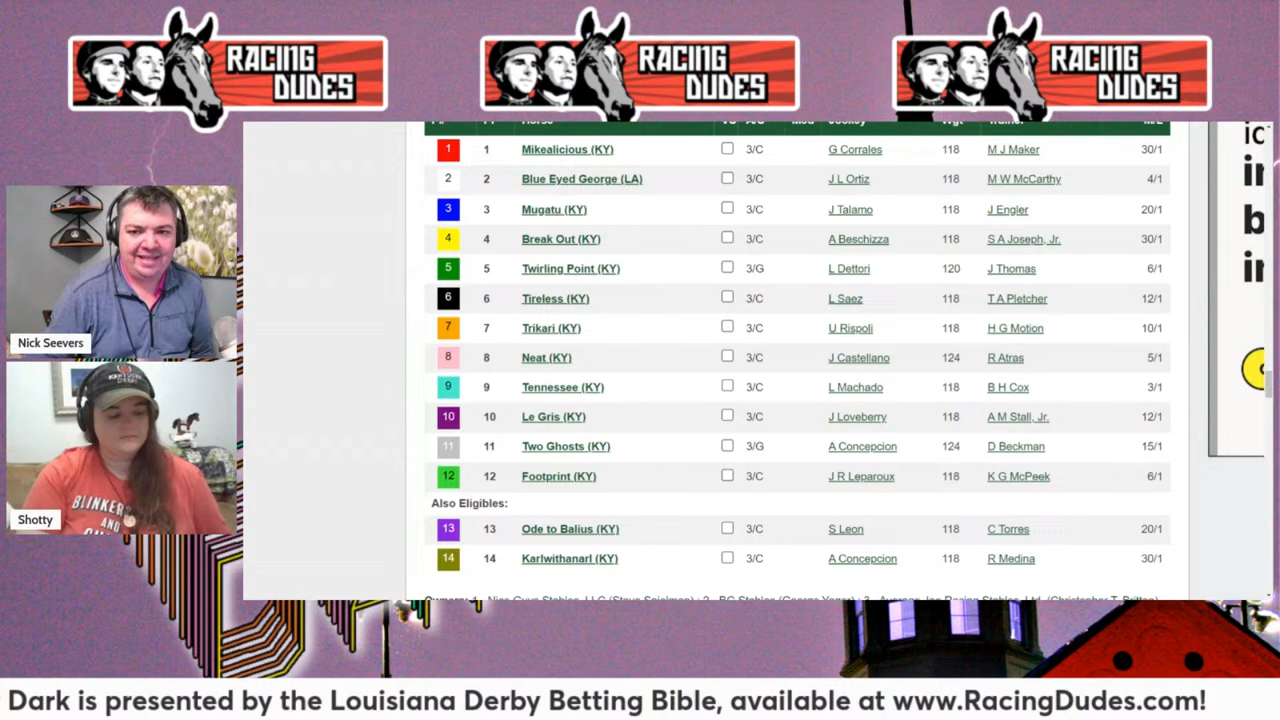 RACING DUDES
RACING DUDES
RACING DUDES
Jockey
1 1 Mikealicious (KY) 3/C G Corrales 118 M J Maker 30/1
2 2 Blue Eyed George (LA) 3/C J L Ortiz 118 M W McCarthy 4/1
3 3 Mugatu (KY) 3/C J Talamo 118 J Engler 20/1
4 4 Break Out (KY) 3/C A Beschizza 118 S A Joseph, Jr. 30/1
5 5 Twirling Point (KY) 3/G L Dettori 120 J Thomas 6/1
6 6 Tireless (KY) 3/C L Saez 118 T A Pletcher 12/1
7 7 Trikari (KY) 3/C U Rispoli 118 H G Motion 10/1
8 8 Neat (KY) 3/C J Castellano 124 R Atras 5/1
9 9 Tennessee (KY) 3/C L Machado 118 B H Cox 3/1
10 10 Le Gris (KY) 3/C J Loveberry 118 A M Stall, Jr. 12/1
11 11 Two Ghosts (KY) 3/G A Concepcion 124 D Beckman 15/1
12 12 Footprint (KY) 3/C J R Leparoux 118 K G McPeek 6/1
Also Eligibles:
13 13 Ode to Balius (KY) 3/C S Leon 118 C Torres 20/1
14 14 Karlwithanarl (KY) 3/C A Concepcion 118 R Medina 30/1
Nick Seevers
BLINKERS
AND
Shotty
Dark is presented by the Louisiana Derby Betting Bible, available at www.RacingDudes.com!